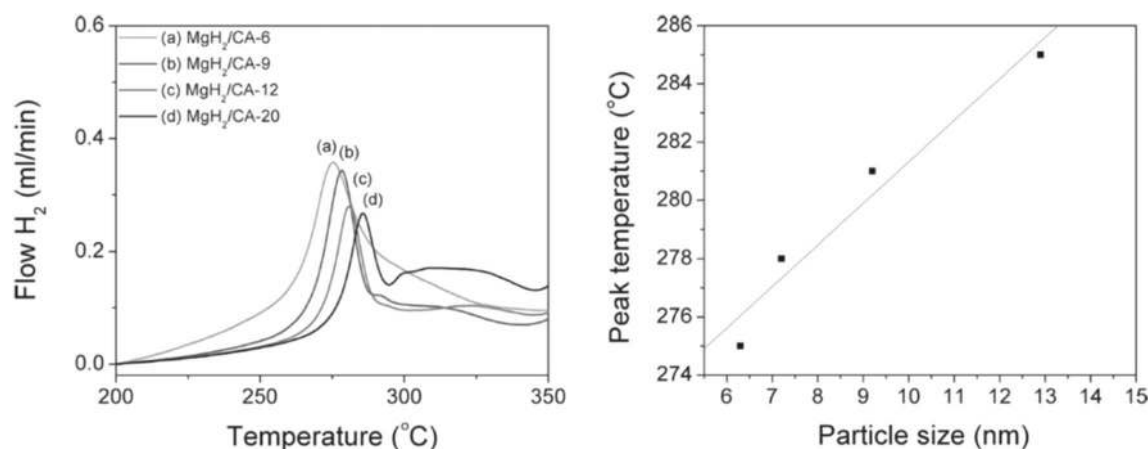 0.6
0.4
0.2
0.0
Flow H₂ (ml/min)
(a) MgH₂/CA-6
(b) MgH₂/CA-9
(c) MgH₂/CA-12
(d) MgH₂/CA-20
(a)
(b)
(c)
(d)
200 250 300 350
Temperature (°C)
286
284
282
280
278
276
274
Peak temperature (°C)
6 7 8 9 10 11 12 13 14 15
Particle size (nm)